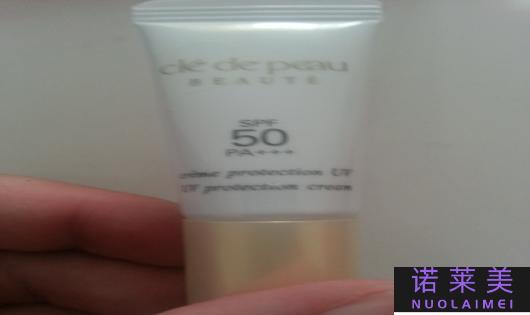 clé de peau
BEAUTÉ
SPF
50
PA+++
crème protection UV
UV protection cream
诺莱美
NUOLAIMEI